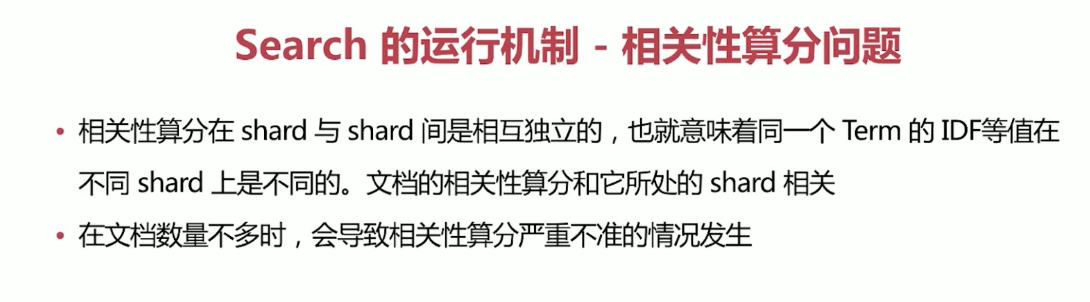 Search 的运行机制 - 相关性算分问题
• 相关性算分在 shard 与 shard 间是相互独立的，也就意味着同一个 Term 的 IDF等值在
不同 shard 上是不同的。文档的相关性算分和它所处的 shard 相关
• 在文档数量不多时，会导致相关性算分严重不准的情况发生